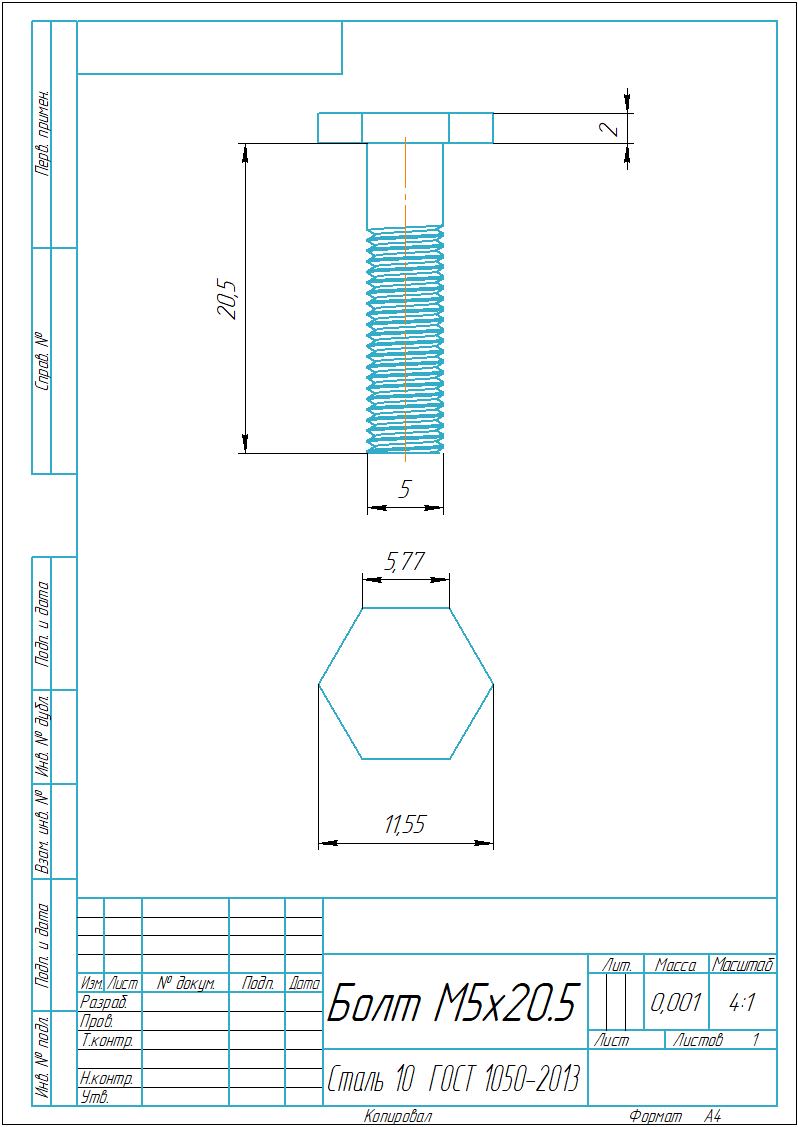 Перв. примен.
Справ. №
Подп. и дата
Инв. № дубл.
Взам. инв. №
Подп. и дата
Инв. № подл.
2
20,5
5
5,77
11,55
Изм. Лист № докум. Подп. Дата
Разраб.
Пров.
Т.контр.
Н.контр.
Утв.
Болт М5х20.5
Сталь 10 ГОСТ 1050-2013
Лит. Масса Масштаб
0,001 4:1
Лист Листов 1
Копировал Формат А4